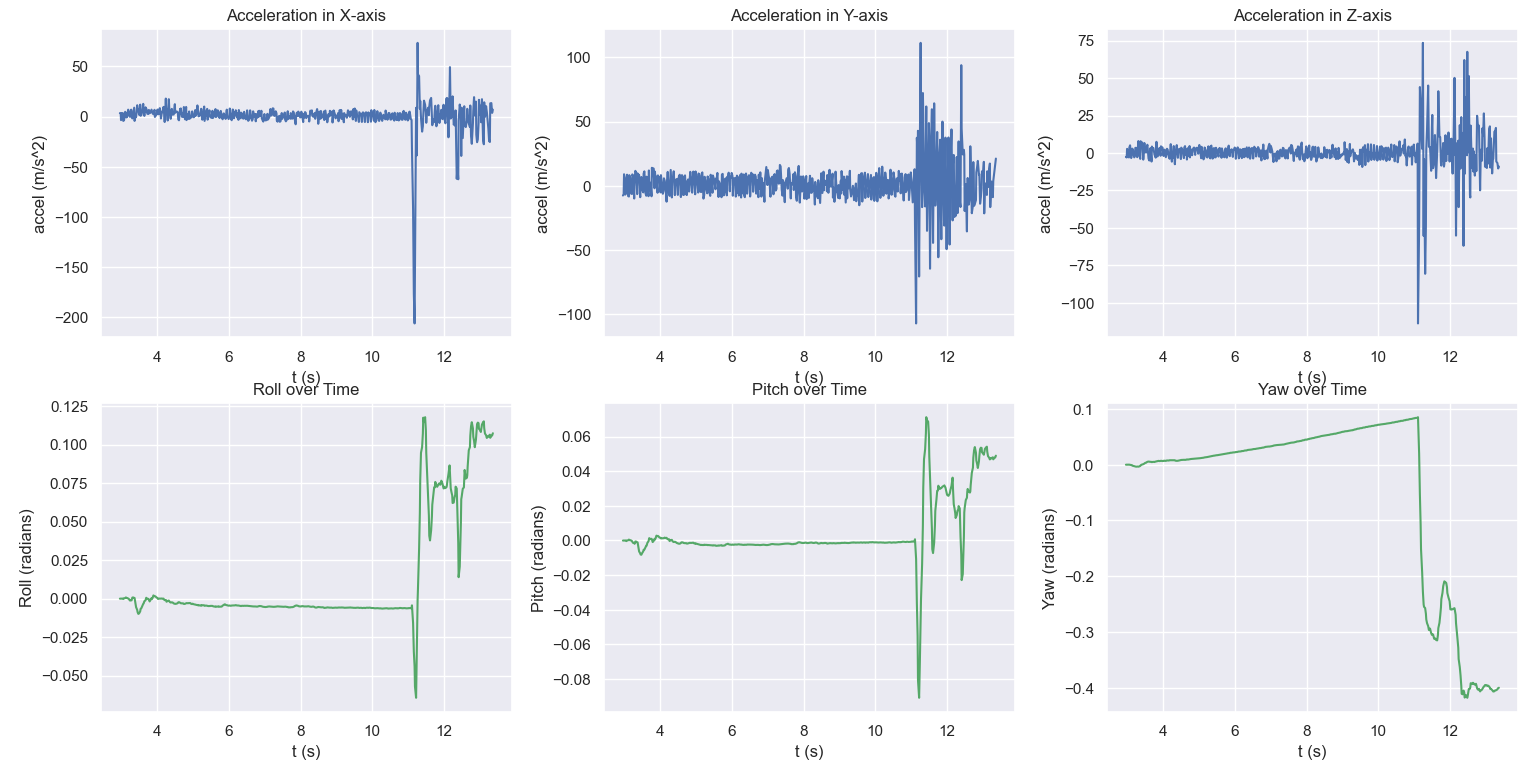 Acceleration in X-axis
accel (m/s^2)
50
0
−50
−100
−150
−200
4 6 8 10 12
t (s)
Acceleration in Y-axis
accel (m/s^2)
100
50
0
−50
−100
4 6 8 10 12
t (s)
Acceleration in Z-axis
accel (m/s^2)
75
50
25
0
−25
−50
−75
−100
4 6 8 10 12
t (s)
Roll over Time
Roll (radians)
0.125
0.100
0.075
0.050
0.025
0.000
−0.025
−0.050
4 6 8 10 12
t (s)
Pitch over Time
Pitch (radians)
0.06
0.04
0.02
0.00
−0.02
−0.04
−0.06
−0.08
4 6 8 10 12
t (s)
Yaw over Time
Yaw (radians)
0.1
0.0
−0.1
−0.2
−0.3
−0.4
4 6 8 10 12
t (s)